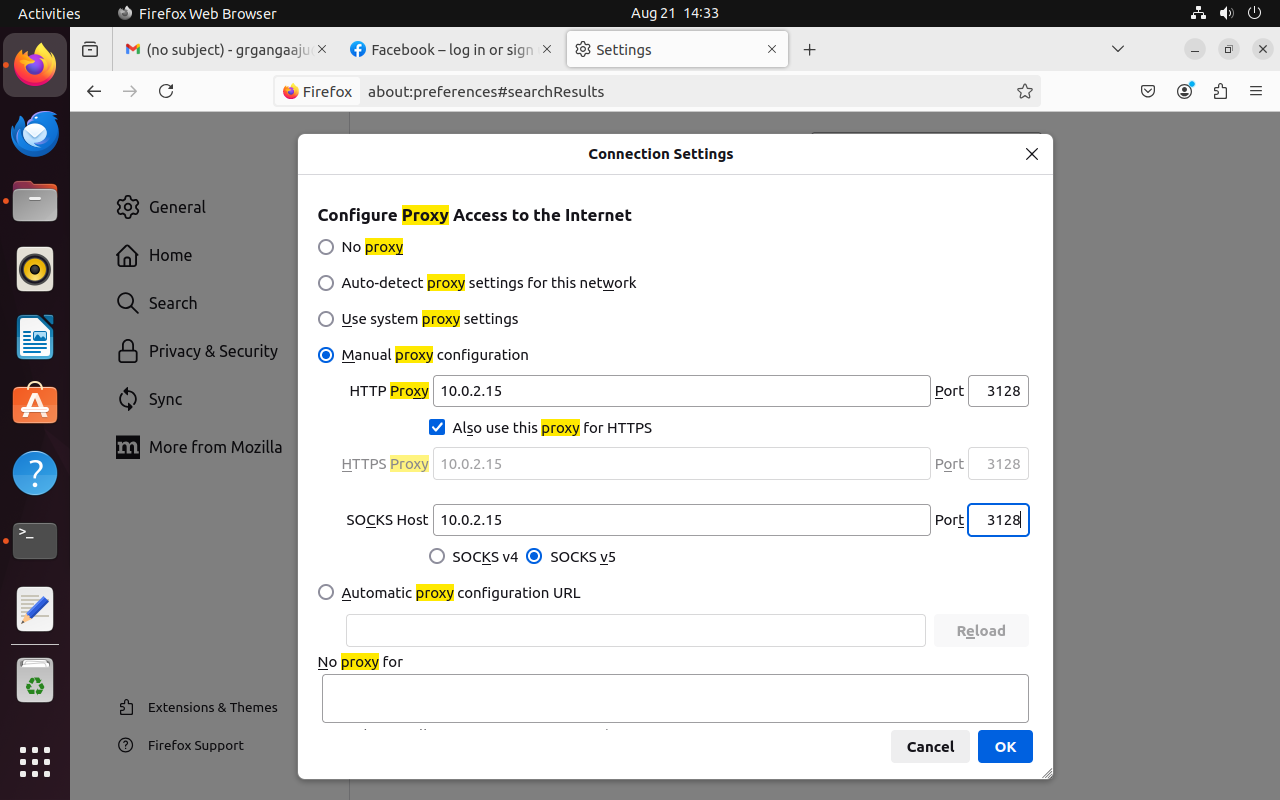 Activities
Firefox Web Browser
Aug 21 14:33
(no subject) - grgangaaju
Facebook – log in or sign
Settings
Firefox
about:preferences#searchResults
General
Home
Search
Privacy & Security
Sync
More from Mozilla
Extensions & Themes
Firefox Support
Connection Settings
Configure Proxy Access to the Internet
No proxy
Auto-detect proxy settings for this network
Use system proxy settings
Manual proxy configuration
HTTP Proxy 10.0.2.15 Port 3128
Also use this proxy for HTTPS
HTTPS Proxy 10.0.2.15 Port 3128
SOCKS Host 10.0.2.15 Port 3128
SOCKS v4 SOCKS v5
Automatic proxy configuration URL
Reload
No proxy for
Cancel OK